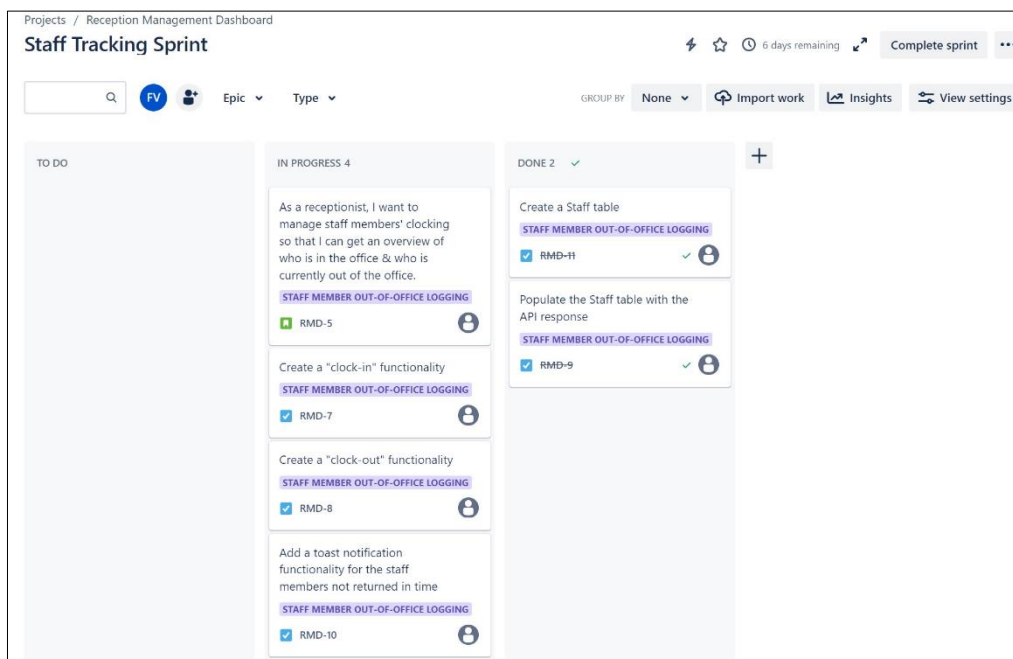 Projects / Reception Management Dashboard
Staff Tracking Sprint
6 days remaining
Complete sprint
FV
Epic
Type
GROUP BY
None
Import work
Insights
View settings
TO DO
IN PROGRESS 4
As a receptionist, I want to
manage staff members' clocking
so that I can get an overview of
who is in the office & who is
currently out of the office.
STAFF MEMBER OUT-OF-OFFICE LOGGING
RMD-5
Create a "clock-in" functionality
STAFF MEMBER OUT-OF-OFFICE LOGGING
RMD-7
Create a "clock-out" functionality
STAFF MEMBER OUT-OF-OFFICE LOGGING
RMD-8
Add a toast notification
functionality for the staff
members not returned in time
STAFF MEMBER OUT-OF-OFFICE LOGGING
RMD-10
DONE 2
Create a Staff table
STAFF MEMBER OUT-OF-OFFICE LOGGING
RMD-11
Populate the Staff table with the
API response
STAFF MEMBER OUT-OF-OFFICE LOGGING
RMD-9